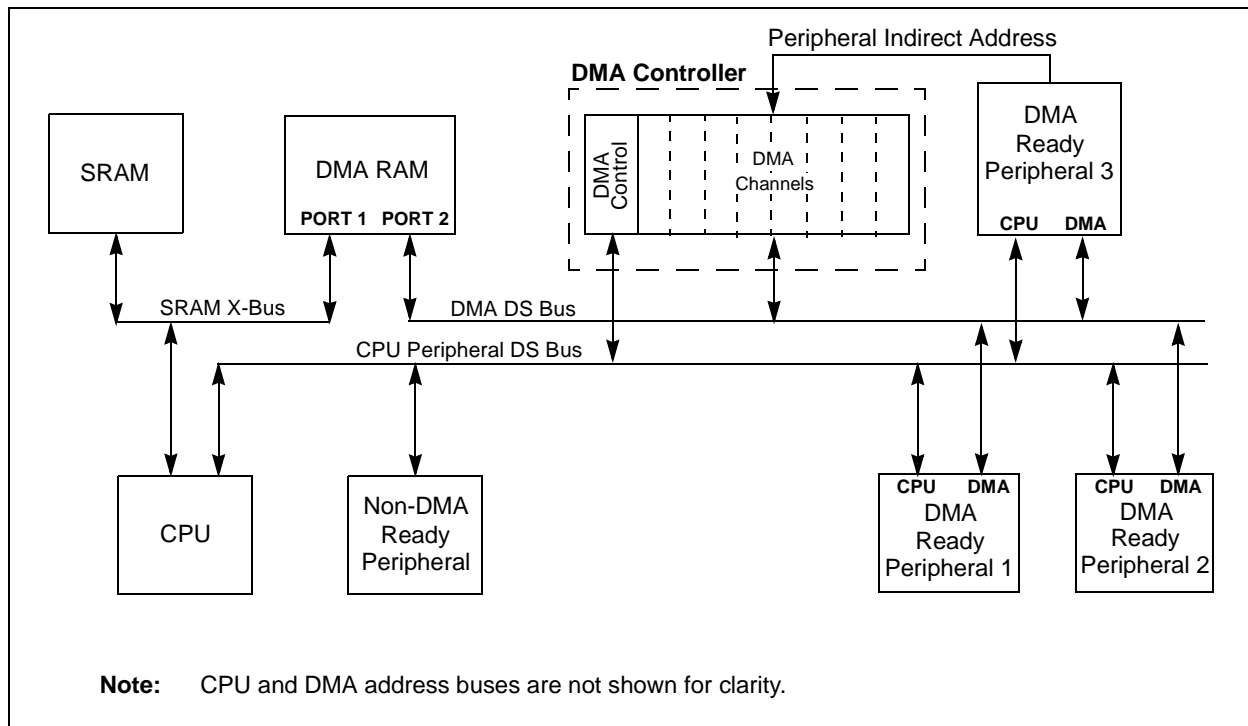 Peripheral Indirect Address
DMA Controller
SRAM
DMA RAM
PORT 1 PORT 2
DMA
Control
DMA
Channels
DMA
Ready
Peripheral 3
CPU DMA
SRAM X-Bus
DMA DS Bus
CPU Peripheral DS Bus
CPU
Non-DMA
Ready
Peripheral
CPU DMA
DMA
Ready
Peripheral 1
CPU DMA
DMA
Ready
Peripheral 2
Note: CPU and DMA address buses are not shown for clarity.